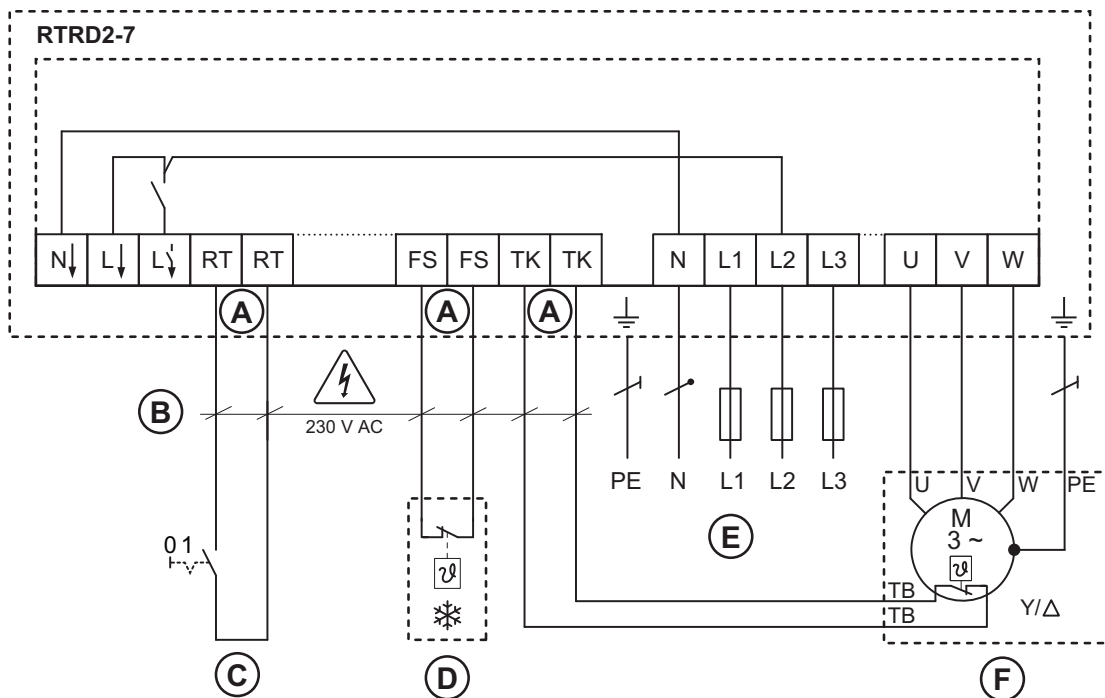 RTRD2-7
N L L RT RT FS FS TK TK N L1 L2 L3 U V W
A A A
B
230 V AC
PE N L1 L2 L3
U V W PE
M
3 ~
0 1
E
ϑ
ϑ
TB
TB
Y/△
C D F